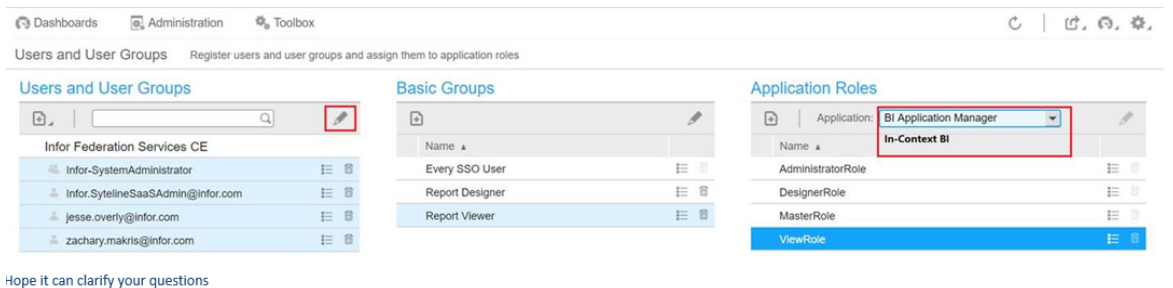 Dashboards Administration Toolbox
Users and User Groups Register users and user groups and assign them to application roles
Users and User Groups
Infor Federation Services CE
Infor-SystemAdministrator
Infor.SytelineSaaSAdmin@infor.com
jesse.overly@infor.com
zachary.makris@infor.com
Basic Groups
Name
Every SSO User
Report Designer
Report Viewer
Application Roles
Application: BI Application Manager
In-Context BI
Name
AdministratorRole
DesignerRole
MasterRole
ViewRole
Hope it can clarify your questions